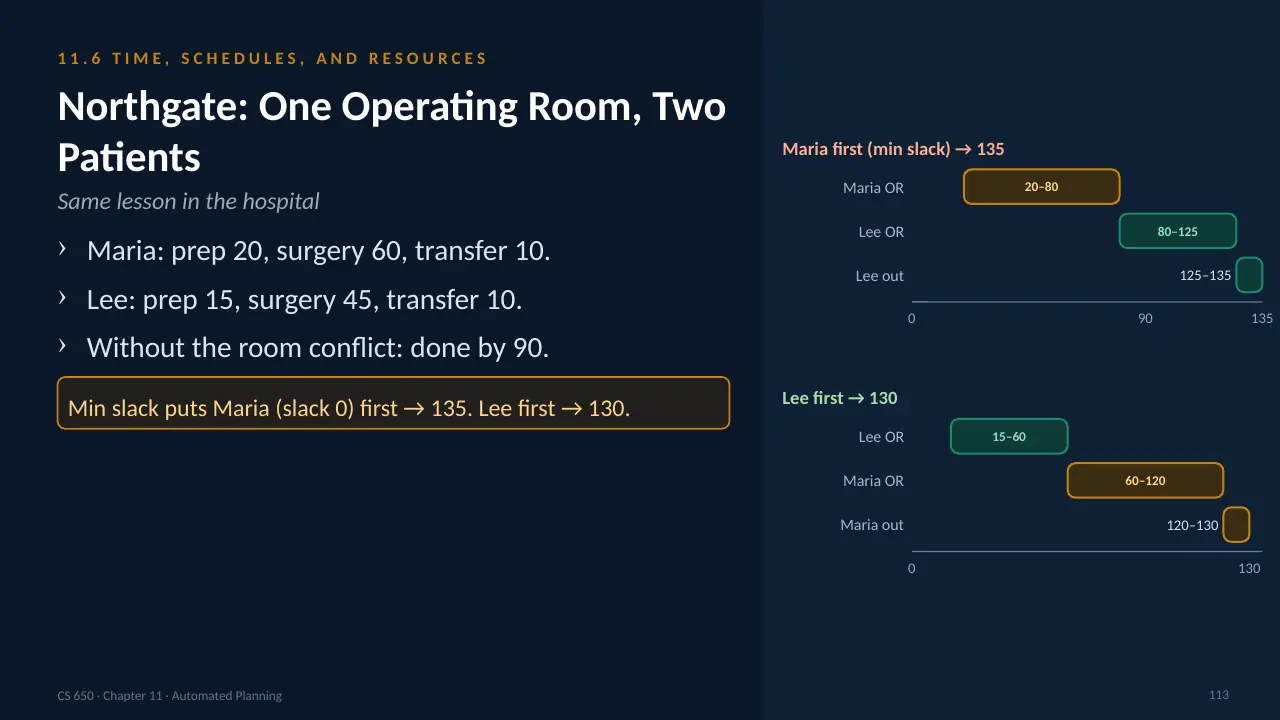 11.6 TIME, SCHEDULES, AND RESOURCES
Northgate: One Operating Room, Two
Patients
Same lesson in the hospital
› Maria: prep 20, surgery 60, transfer 10.
› Lee: prep 15, surgery 45, transfer 10.
› Without the room conflict: done by 90.
Min slack puts Maria (slack 0) first → 135. Lee first → 130.
Maria first (min slack) → 135
Maria OR 20–80
Lee OR 80–125
Lee out 125–135
0 90 135
Lee first → 130
Lee OR 15–60
Maria OR 60–120
Maria out 120–130
0 130
CS 650 · Chapter 11 · Automated Planning
113